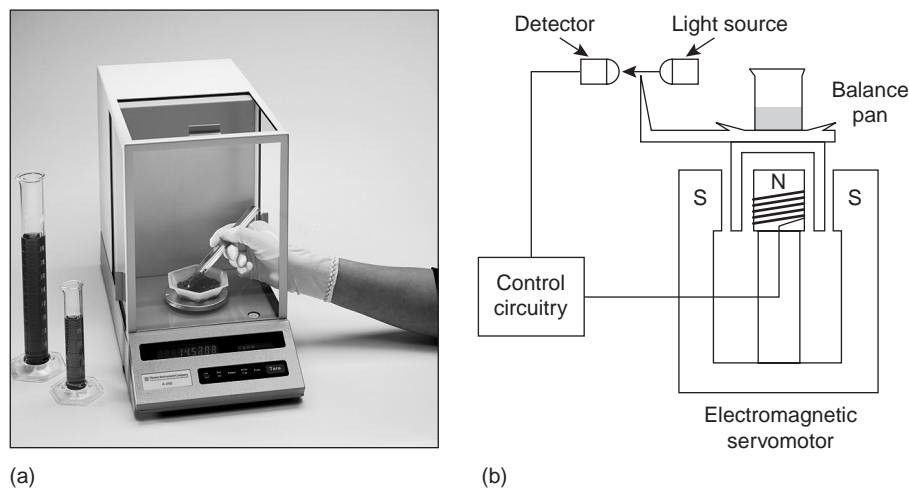 Detector
Light source
Balance
pan
N
S
S
Control
circuitry
Electromagnetic
servomotor
Tare
(a)
(b)